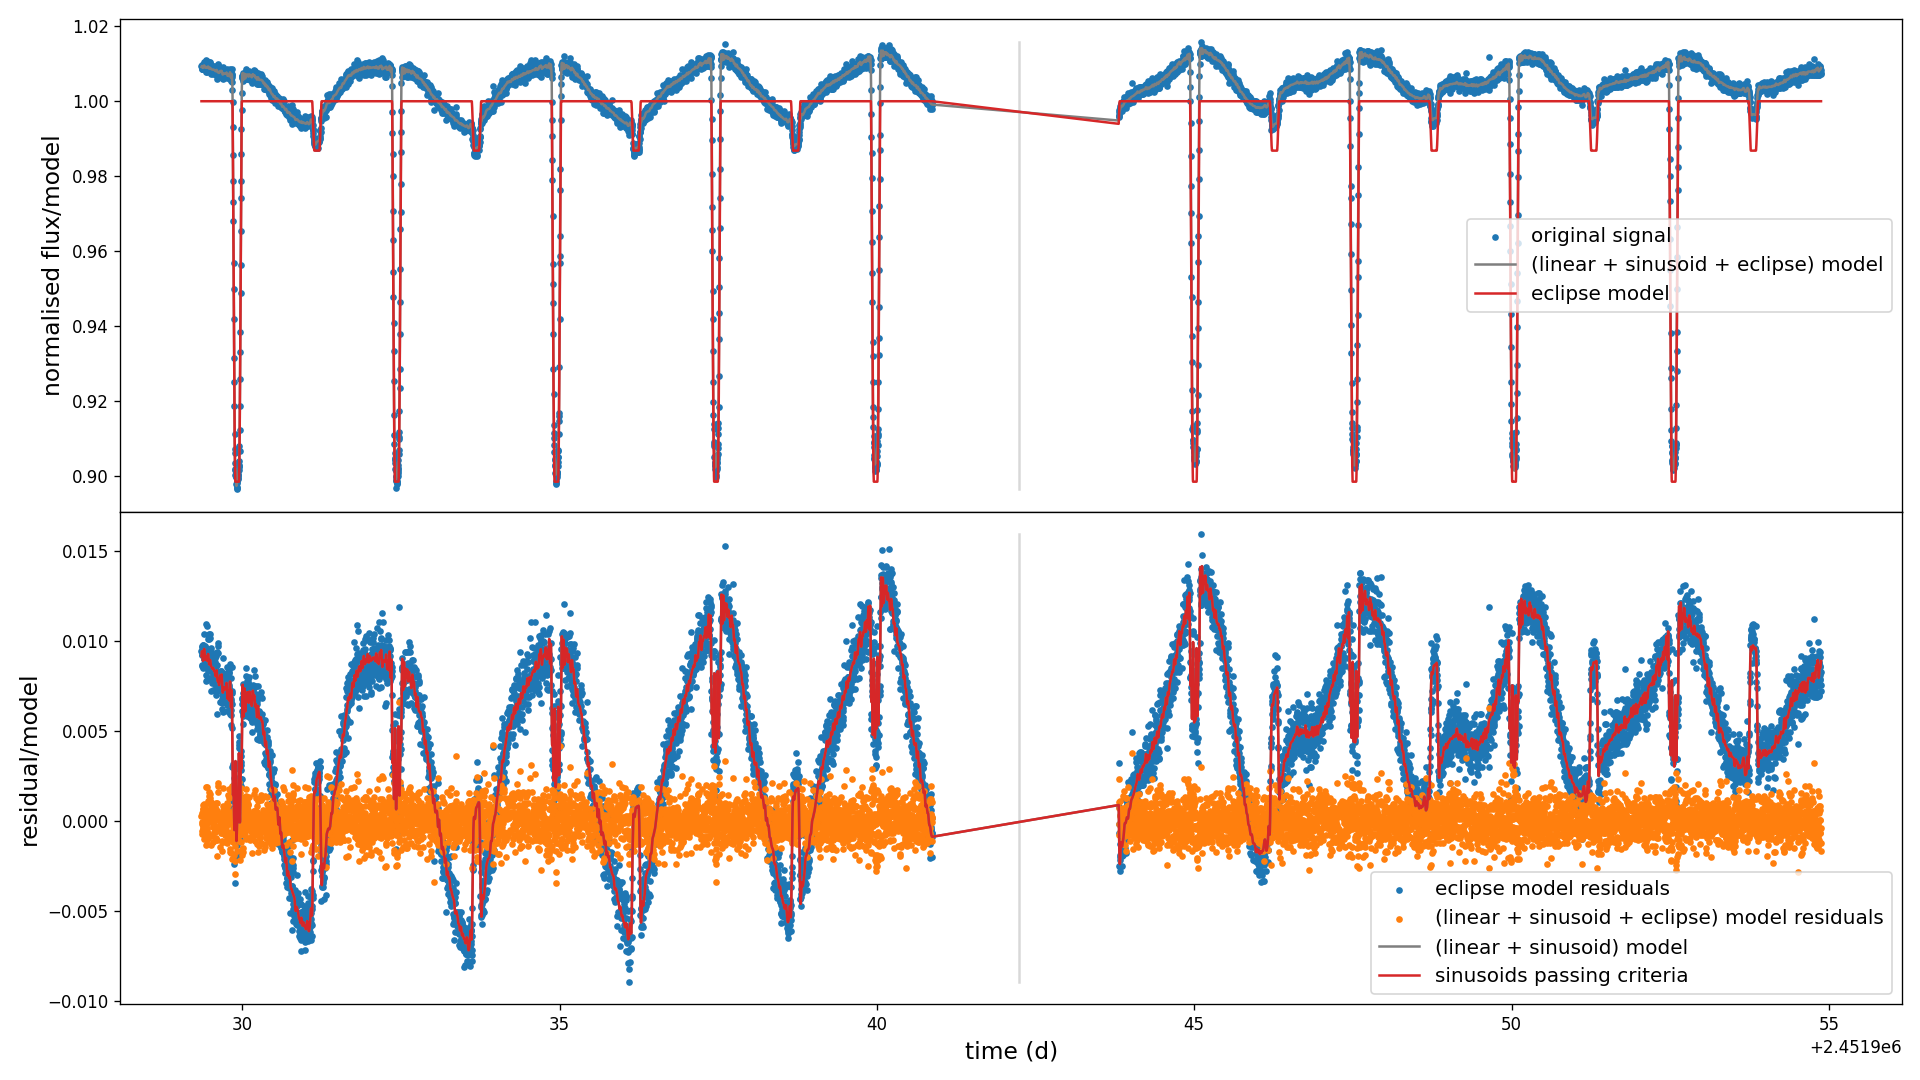 1.02
1.00
0.98
0.96
0.94
0.92
0.90
normalised flux/model
original signal
(linear + sinusoid + eclipse) model
eclipse model
0.015
0.010
0.005
0.000
−0.005
−0.010
residual/model
eclipse model residuals
(linear + sinusoid + eclipse) model residuals
(linear + sinusoid) model
sinusoids passing criteria
30 35 40 45 50 55
time (d)
+2.4519e6